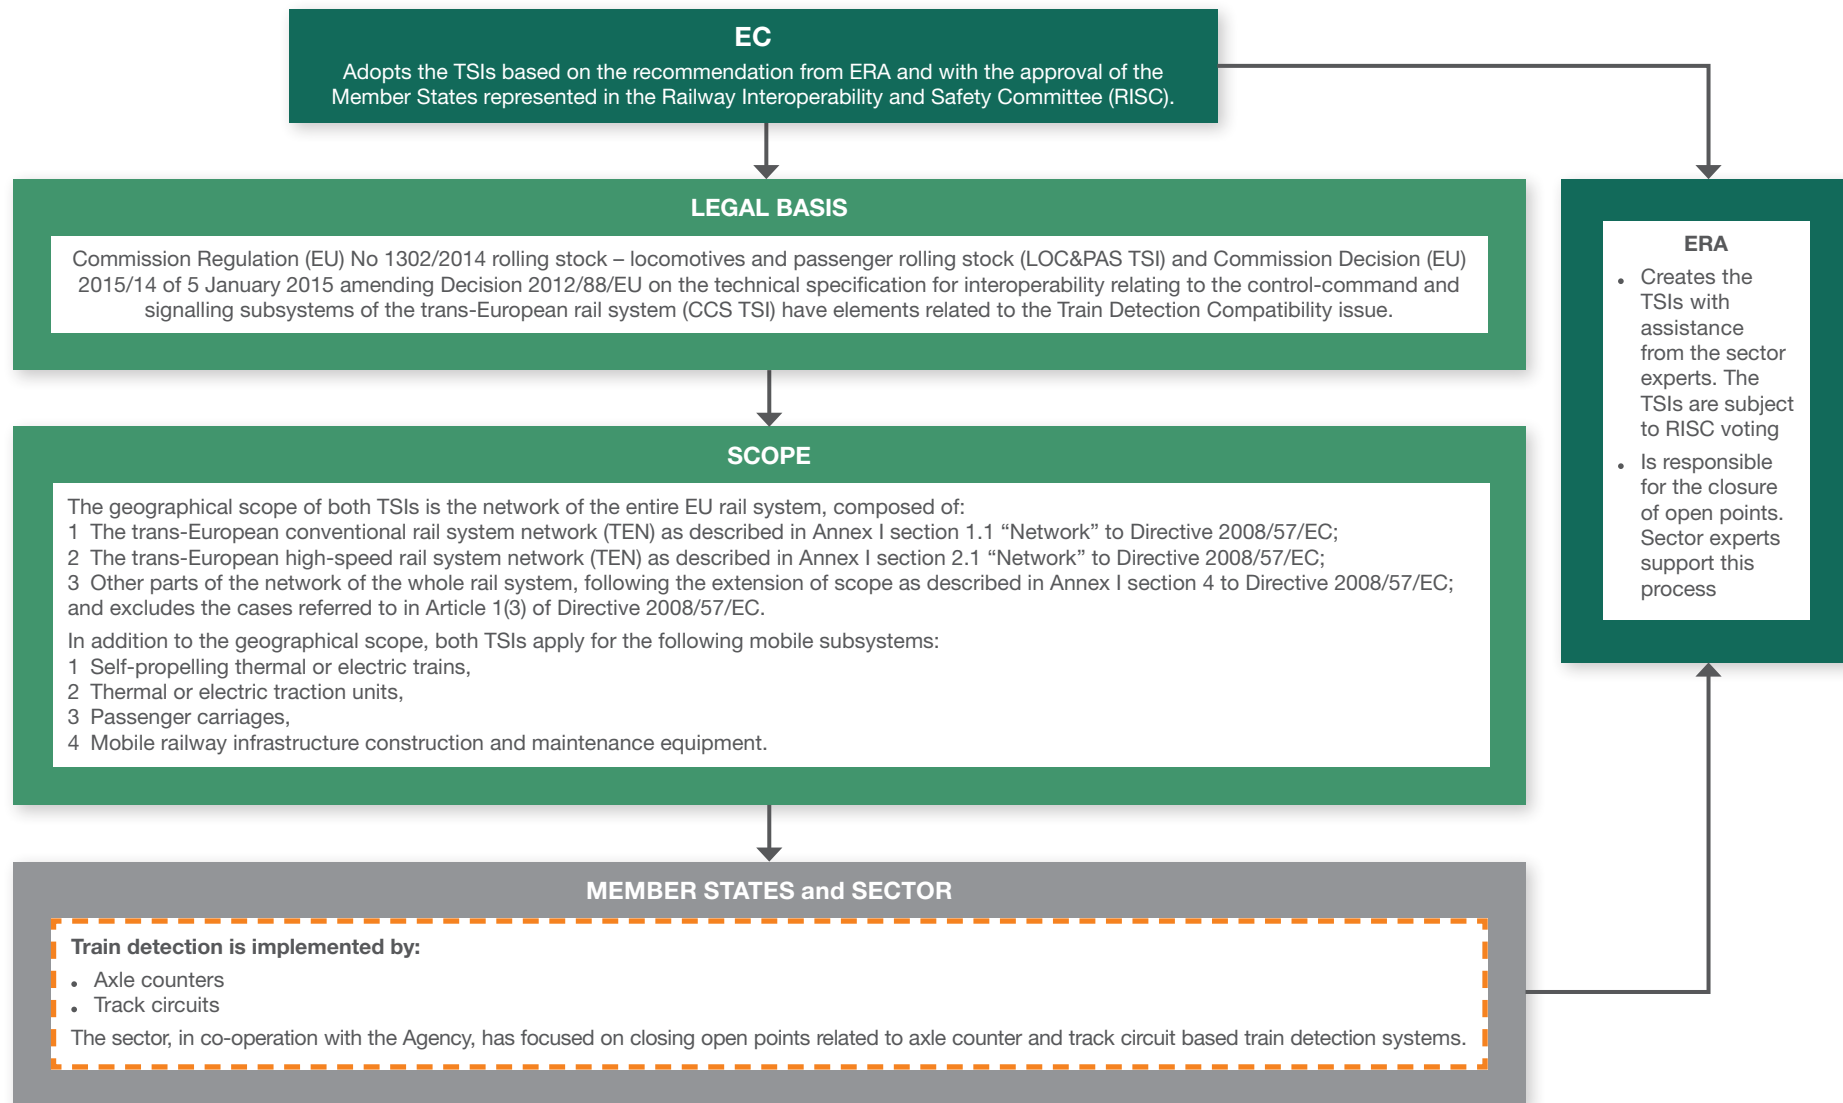 EC
Adopts the TSIs based on the recommendation from ERA and with the approval of the
Member States represented in the Railway Interoperability and Safety Committee (RISC).
LEGAL BASIS
Commission Regulation (EU) No 1302/2014 rolling stock – locomotives and passenger rolling stock (LOC&PAS TSI) and Commission Decision (EU)
2015/14 of 5 January 2015 amending Decision 2012/88/EU on the technical specification for interoperability relating to the control-command and
signalling subsystems of the trans-European rail system (CCS TSI) have elements related to the Train Detection Compatibility issue.
SCOPE
The geographical scope of both TSIs is the network of the entire EU rail system, composed of:
1 The trans-European conventional rail system network (TEN) as described in Annex I section 1.1 “Network” to Directive 2008/57/EC;
2 The trans-European high-speed rail system network (TEN) as described in Annex I section 2.1 “Network” to Directive 2008/57/EC;
3 Other parts of the network of the whole rail system, following the extension of scope as described in Annex I section 4 to Directive 2008/57/EC;
and excludes the cases referred to in Article 1(3) of Directive 2008/57/EC.
In addition to the geographical scope, both TSIs apply for the following mobile subsystems:
1 Self-propelling thermal or electric trains,
2 Thermal or electric traction units,
3 Passenger carriages,
4 Mobile railway infrastructure construction and maintenance equipment.
MEMBER STATES and SECTOR
Train detection is implemented by:
• Axle counters
• Track circuits
The sector, in co-operation with the Agency, has focused on closing open points related to axle counter and track circuit based train detection systems.
ERA
• Creates the
TSIs with
assistance
from the sector
experts. The
TSIs are subject
to RISC voting
• Is responsible
for the closure
of open points.
Sector experts
support this
process